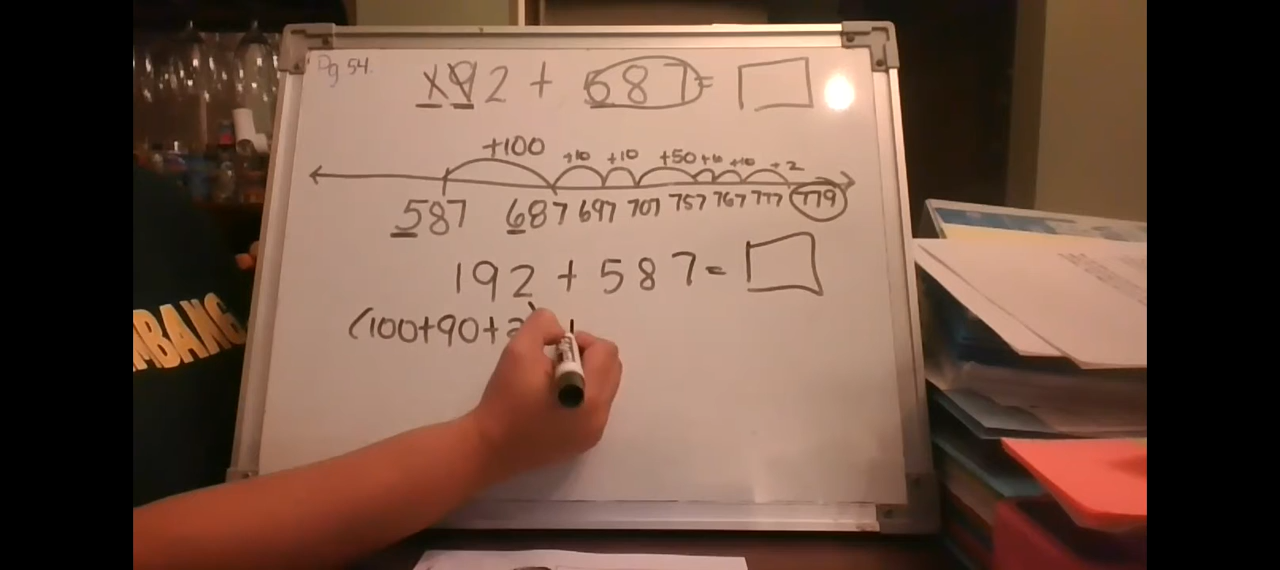 Pg 54.
192 + 587 = □
+100 +10 +10 +50 +10 +10 +2
587 687 697 707 757 767 777 779
192 + 587 = □
(100+90+2) +
MBANG